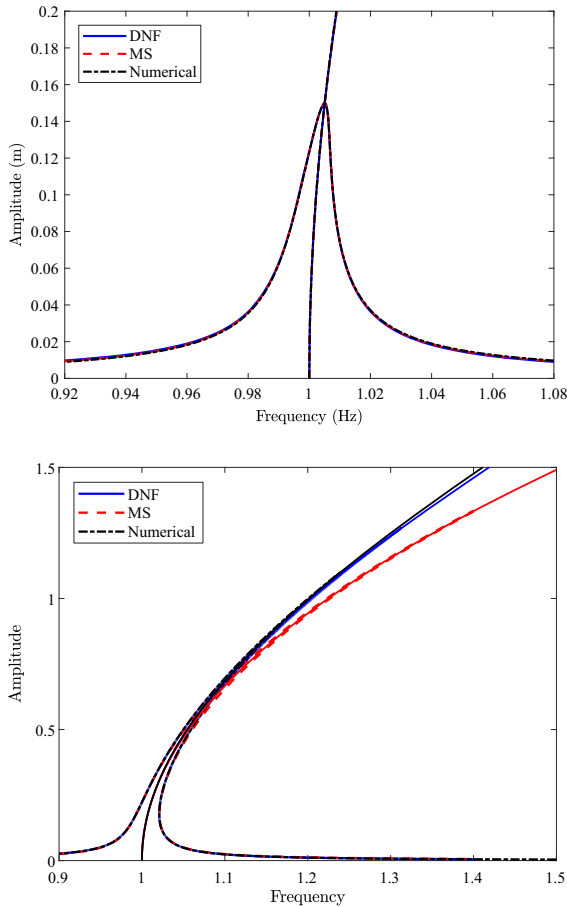 0.2
0.18
0.16
0.14
0.12
0.1
0.08
0.06
0.04
0.02
0
DNF
MS
Numerical
Amplitude (m)
0.92 0.94 0.96 0.98 1 1.02 1.04 1.06 1.08
Frequency (Hz)
1.5
1
0.5
0
DNF
MS
Numerical
Amplitude
0.9 1 1.1 1.2 1.3 1.4 1.5
Frequency